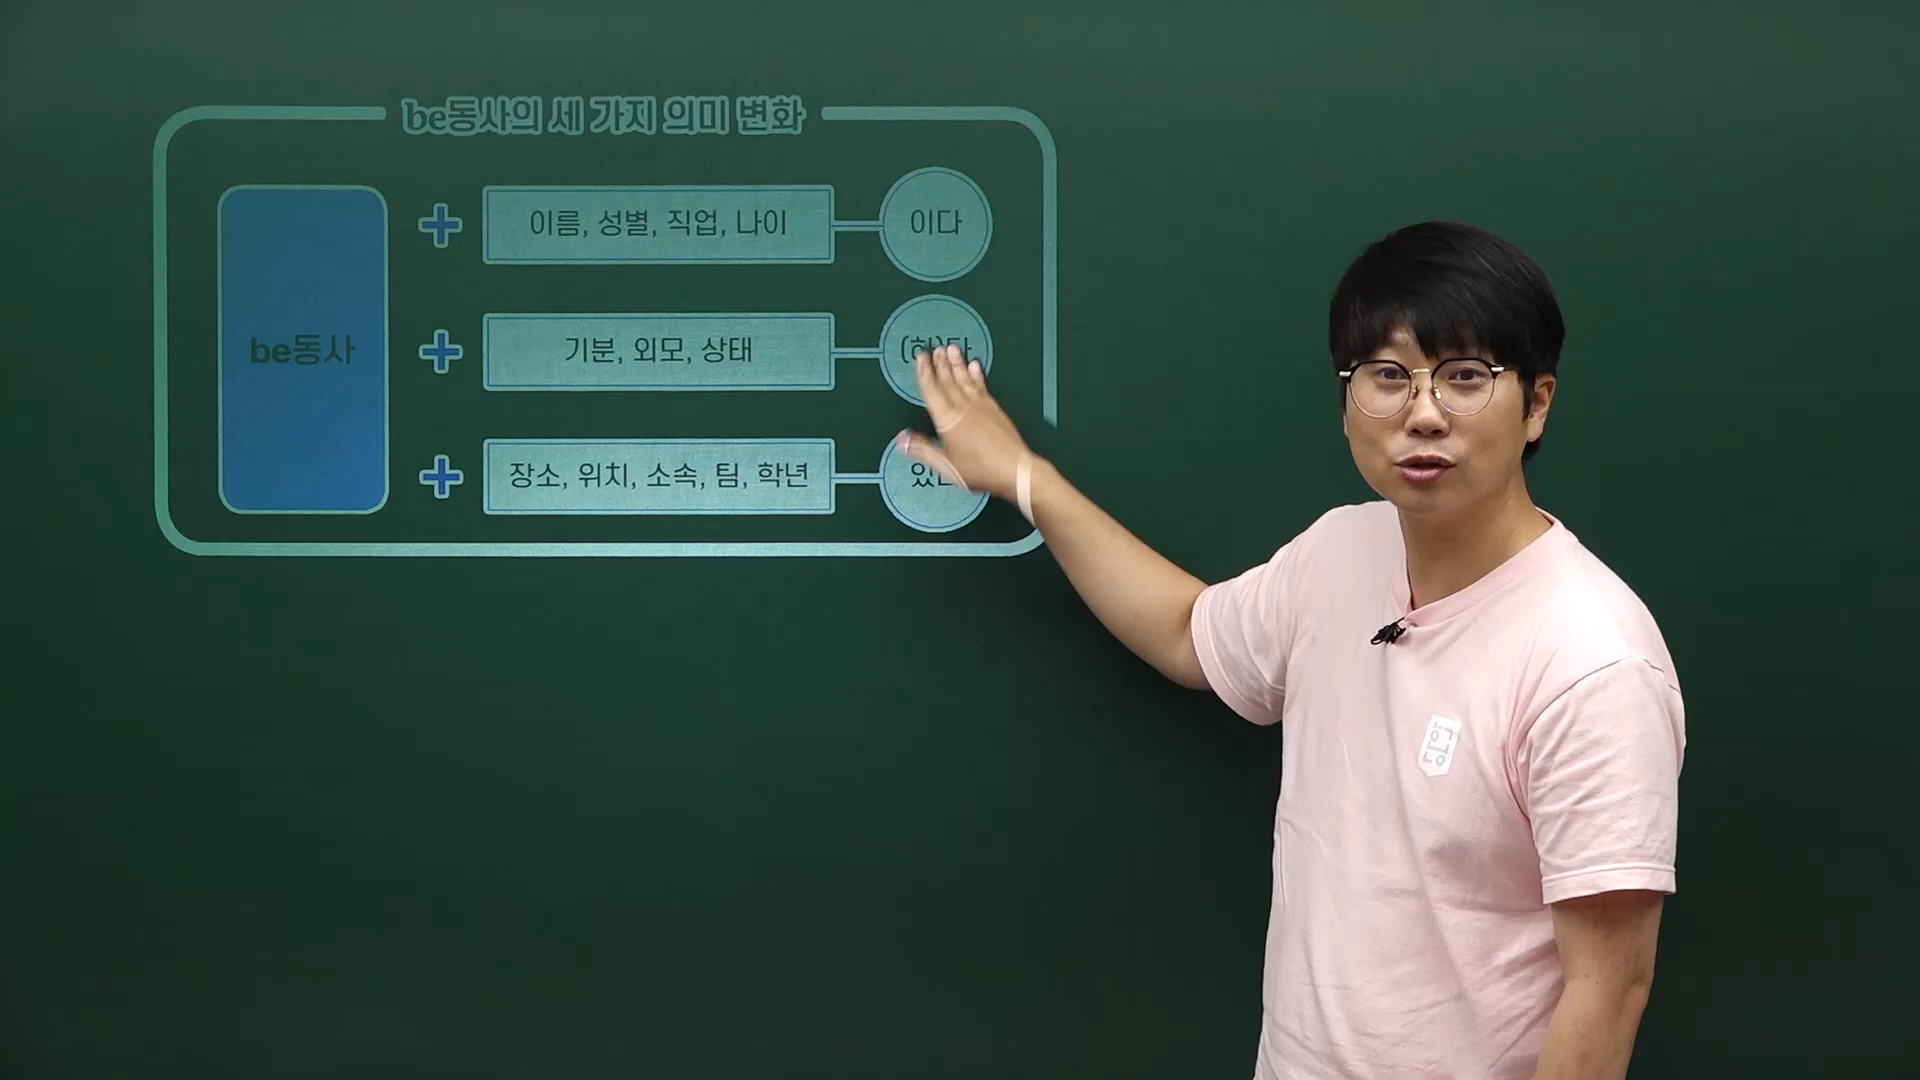 be동사의 세 가지 의미 변화
be동사
이름, 성별, 직업, 나이
이다
기분, 외모, 상태
(하)다
장소, 위치, 소속, 팀, 학년